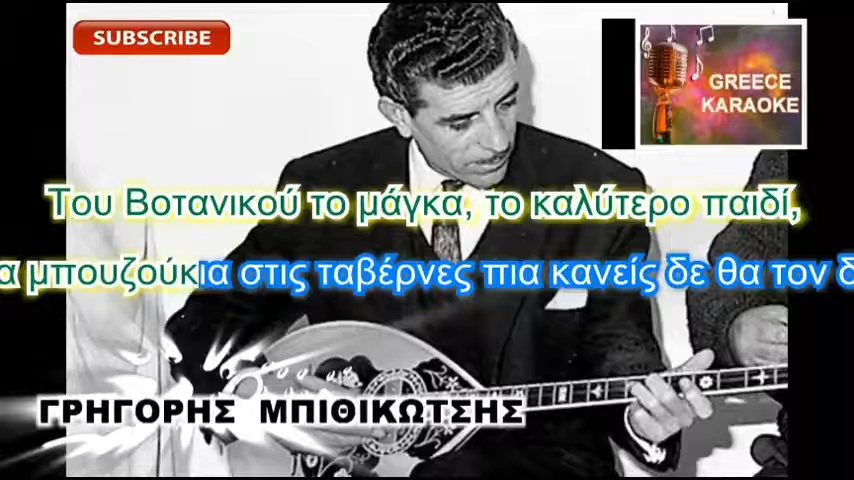 SUBSCRIBE
GREECE
KARAOKE
Του Βοτανικού το μάγκα, το καλύτερο παιδί,
α μπουζούκια στις ταβέρνες πια κανείς δε θα τον δ
ΓΡΗΓΟΡΗΣ ΜΠΙΘΙΚΩΤΣΗΣ